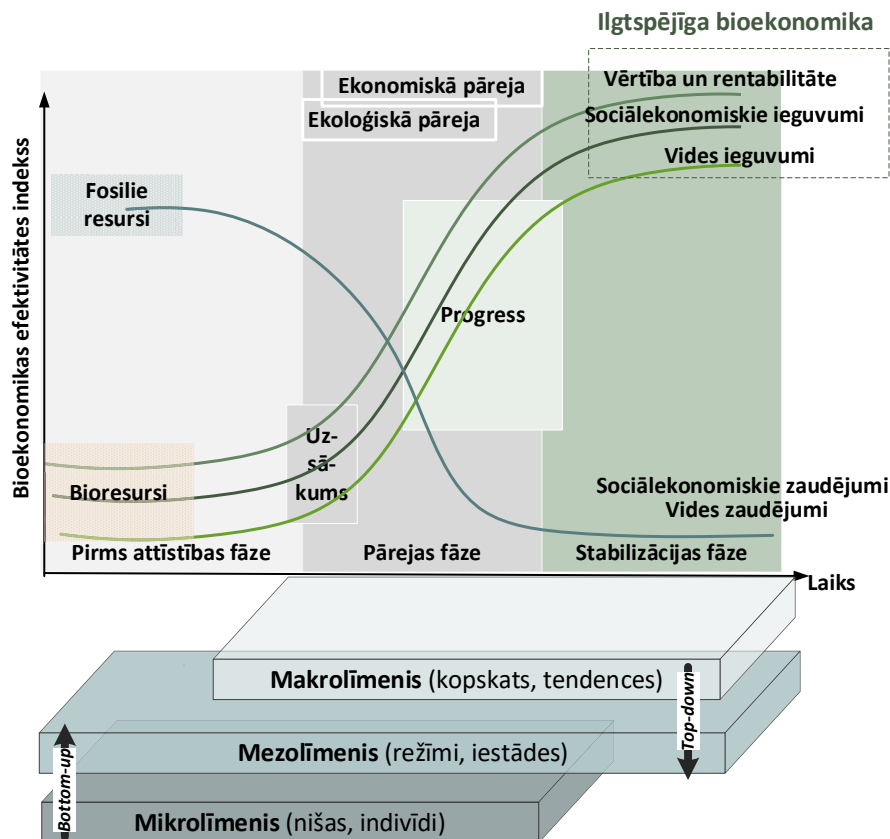 Ilgtspējīga bioekonomika
Ekonomiskā pāreja
Vērtība un rentabilitāte
Ekoloģiskā pāreja
Sociālekonomiskie ieguvumi
Vides ieguvumi
Bioekonomikas efektivitātes indekss
Fosilie
resursi
Progress
Uz-
sā-
kums
Bioresursi
Sociālekonomiskie zaudējumi
Vides zaudējumi
Pirms attīstības fāze
Pārejas fāze
Stabilizācijas fāze
Laiks
Makrolīmenis (kopskats, tendences)
Top-down
Mezolīmenis (režīmi, iestādes)
Bottom-up
Mikrolīmenis (nišas, indivīdi)